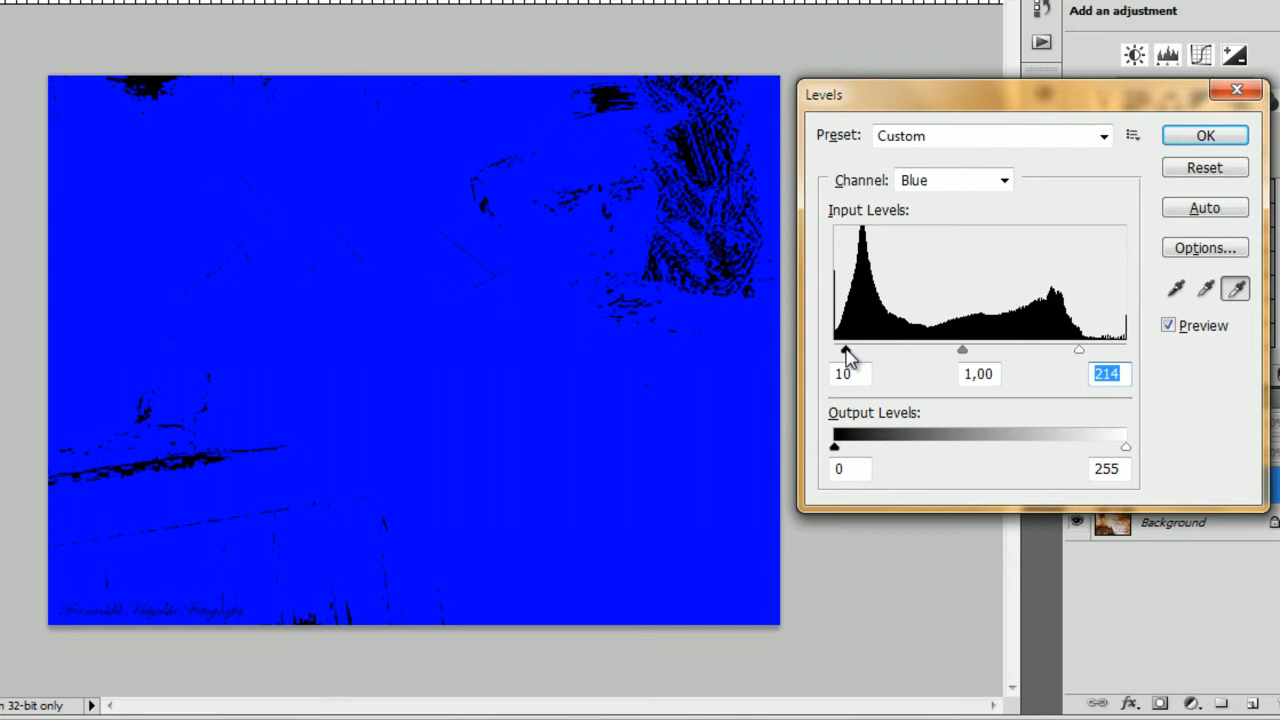 Add an adjustment
Levels
Preset: Custom
OK
Reset
Channel: Blue
Auto
Input Levels:
Options...
Preview
10 1,00 214
Output Levels:
0 255
Background
32-bit only